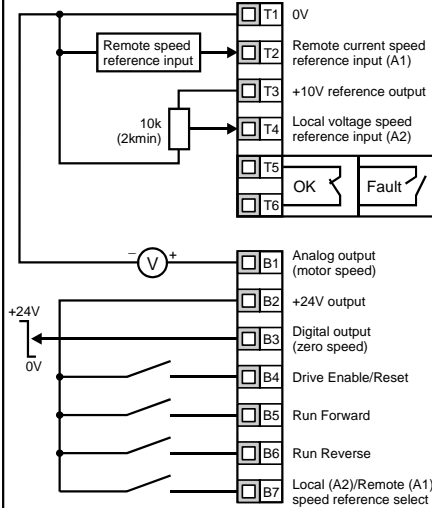 T1 0V
Remote speed
reference input
T2 Remote current speed
reference input (A1)
T3 +10V reference output
10k
(2kmin)
T4 Local voltage speed
reference input (A2)
T5
OK
Fault
T6
– V +
B1 Analog output
(motor speed)
B2 +24V output
+24V
0V
B3 Digital output
(zero speed)
B4 Drive Enable/Reset
B5 Run Forward
B6 Run Reverse
B7 Local (A2)/Remote (A1)
speed reference select